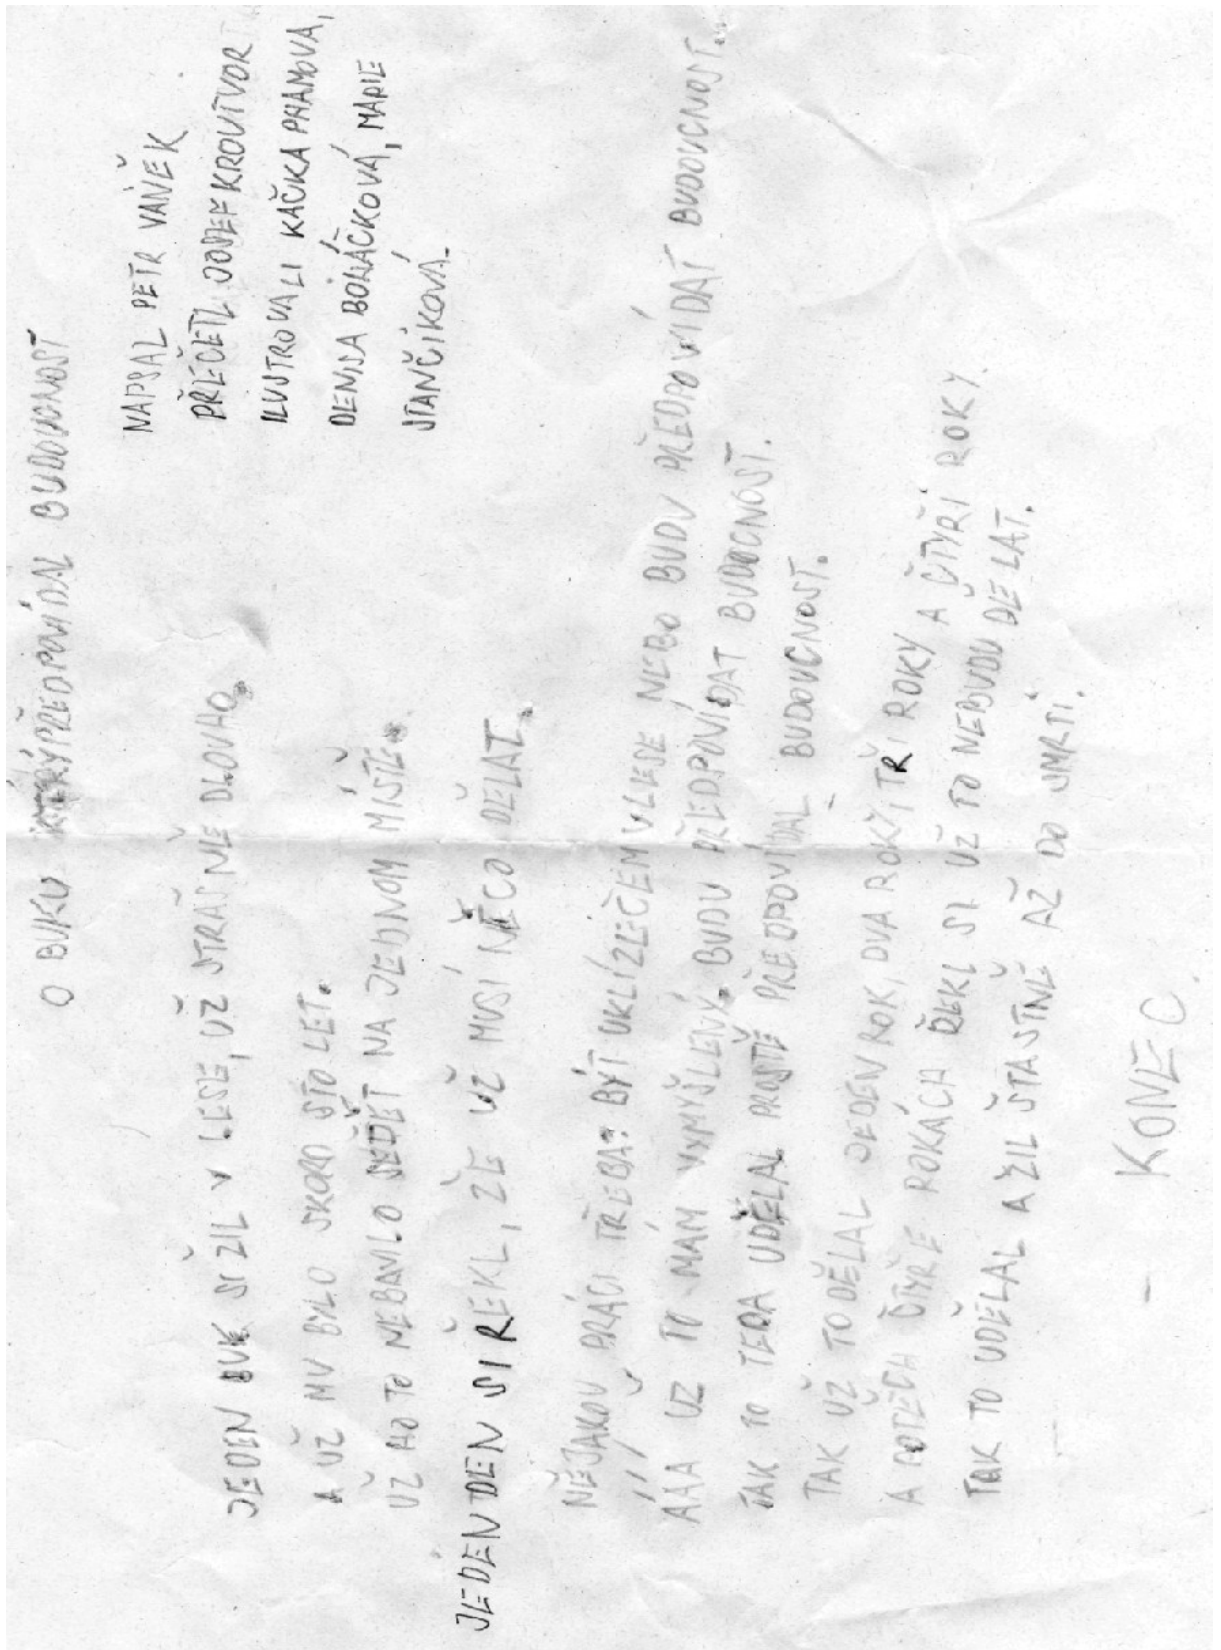 O BUKU KTERÝ PŘEDPOVÍDAL BUDOUCNOST
NAPSAL PETR VANĚK
PŘEČETL JOSEF KROUTVOR
ILUSTROVALI KAČKA PHAMOVÁ,
DENISA BOHÁČKOVÁ, MARIE
STANČÍKOVÁ.
JEDEN BUK SI ŽIL V LESE, UŽ STRAŠNĚ DLOUHO.
A UŽ MU BYLO SKORO STO LET.
UŽ HO TO NEBAVILO SEDĚT NA JEDNOM MÍSTĚ.
JEDEN DEN SI ŘEKL, ŽE UŽ MUSÍ NĚCO DĚLAT.
NĚJAKOU PRÁCI TŘEBA: BÝT UKLÍZEČEM V LESE NEBO BUDU PŘEDPOVÍDAT BUDOUCNOST...
ÁÁÁ UŽ TO MÁM VYMYŠLENÝ. BUDU PŘEDPOVÍDAT BUDOUCNOST.
TAK TO TEDA UDĚLAL PROSTĚ PŘEDPOVÍDAL BUDOUCNOST.
TAK UŽ TO DĚLAL JEDEN ROK, DVA ROKY I TŘI ROKY A ČTYŘI ROKY.
A POTĚCH ČTYŘE ROKÁCH ŘEKL SI UŽ TO NEBUDU DĚLAT.
TAK TO UDĚLAL A ŽIL ŠŤASTNĚ AŽ DO SMRTI.
- KONEC